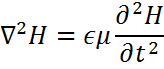 ∇²H = ϵμ ∂²H/∂t²